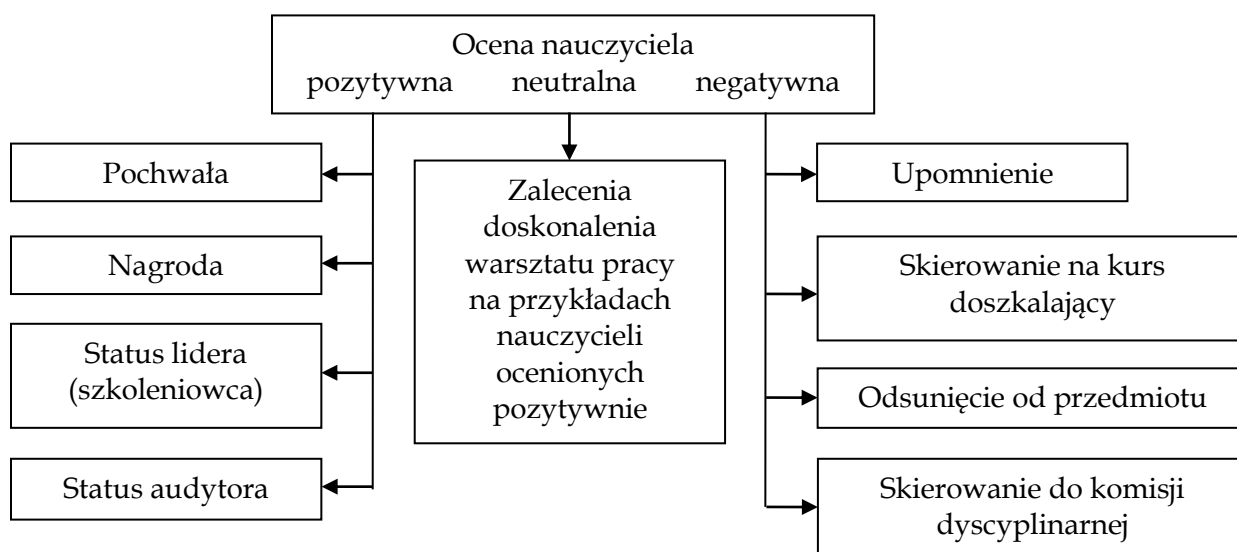 Ocena nauczyciela
pozytywna neutralna negatywna
Pochwała
Nagroda
Status lidera
(szkoleniowca)
Status audytora
Zalecenia
doskonalenia
warsztatu pracy
na przykładach
nauczycieli
ocenionych
pozytywnie
Upomnienie
Skierowanie na kurs
doszkalający
Odsunięcie od przedmiotu
Skierowanie do komisji
dyscyplinarnej